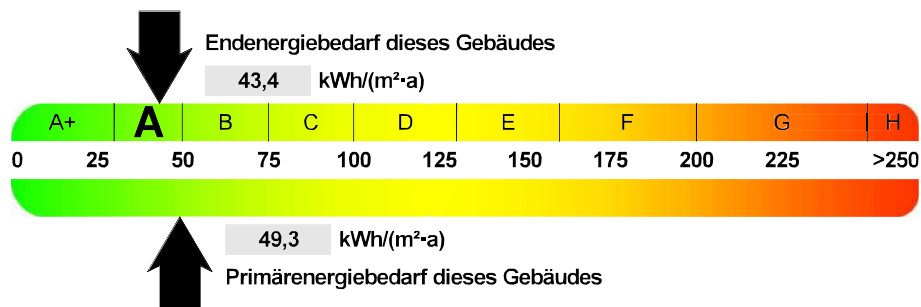 Endenergiebedarf dieses Gebäudes
43,4 kWh/(m²·a)
A+ A B C D E F G H
0 25 50 75 100 125 150 175 200 225 >250
49,3 kWh/(m²·a)
Primärenergiebedarf dieses Gebäudes